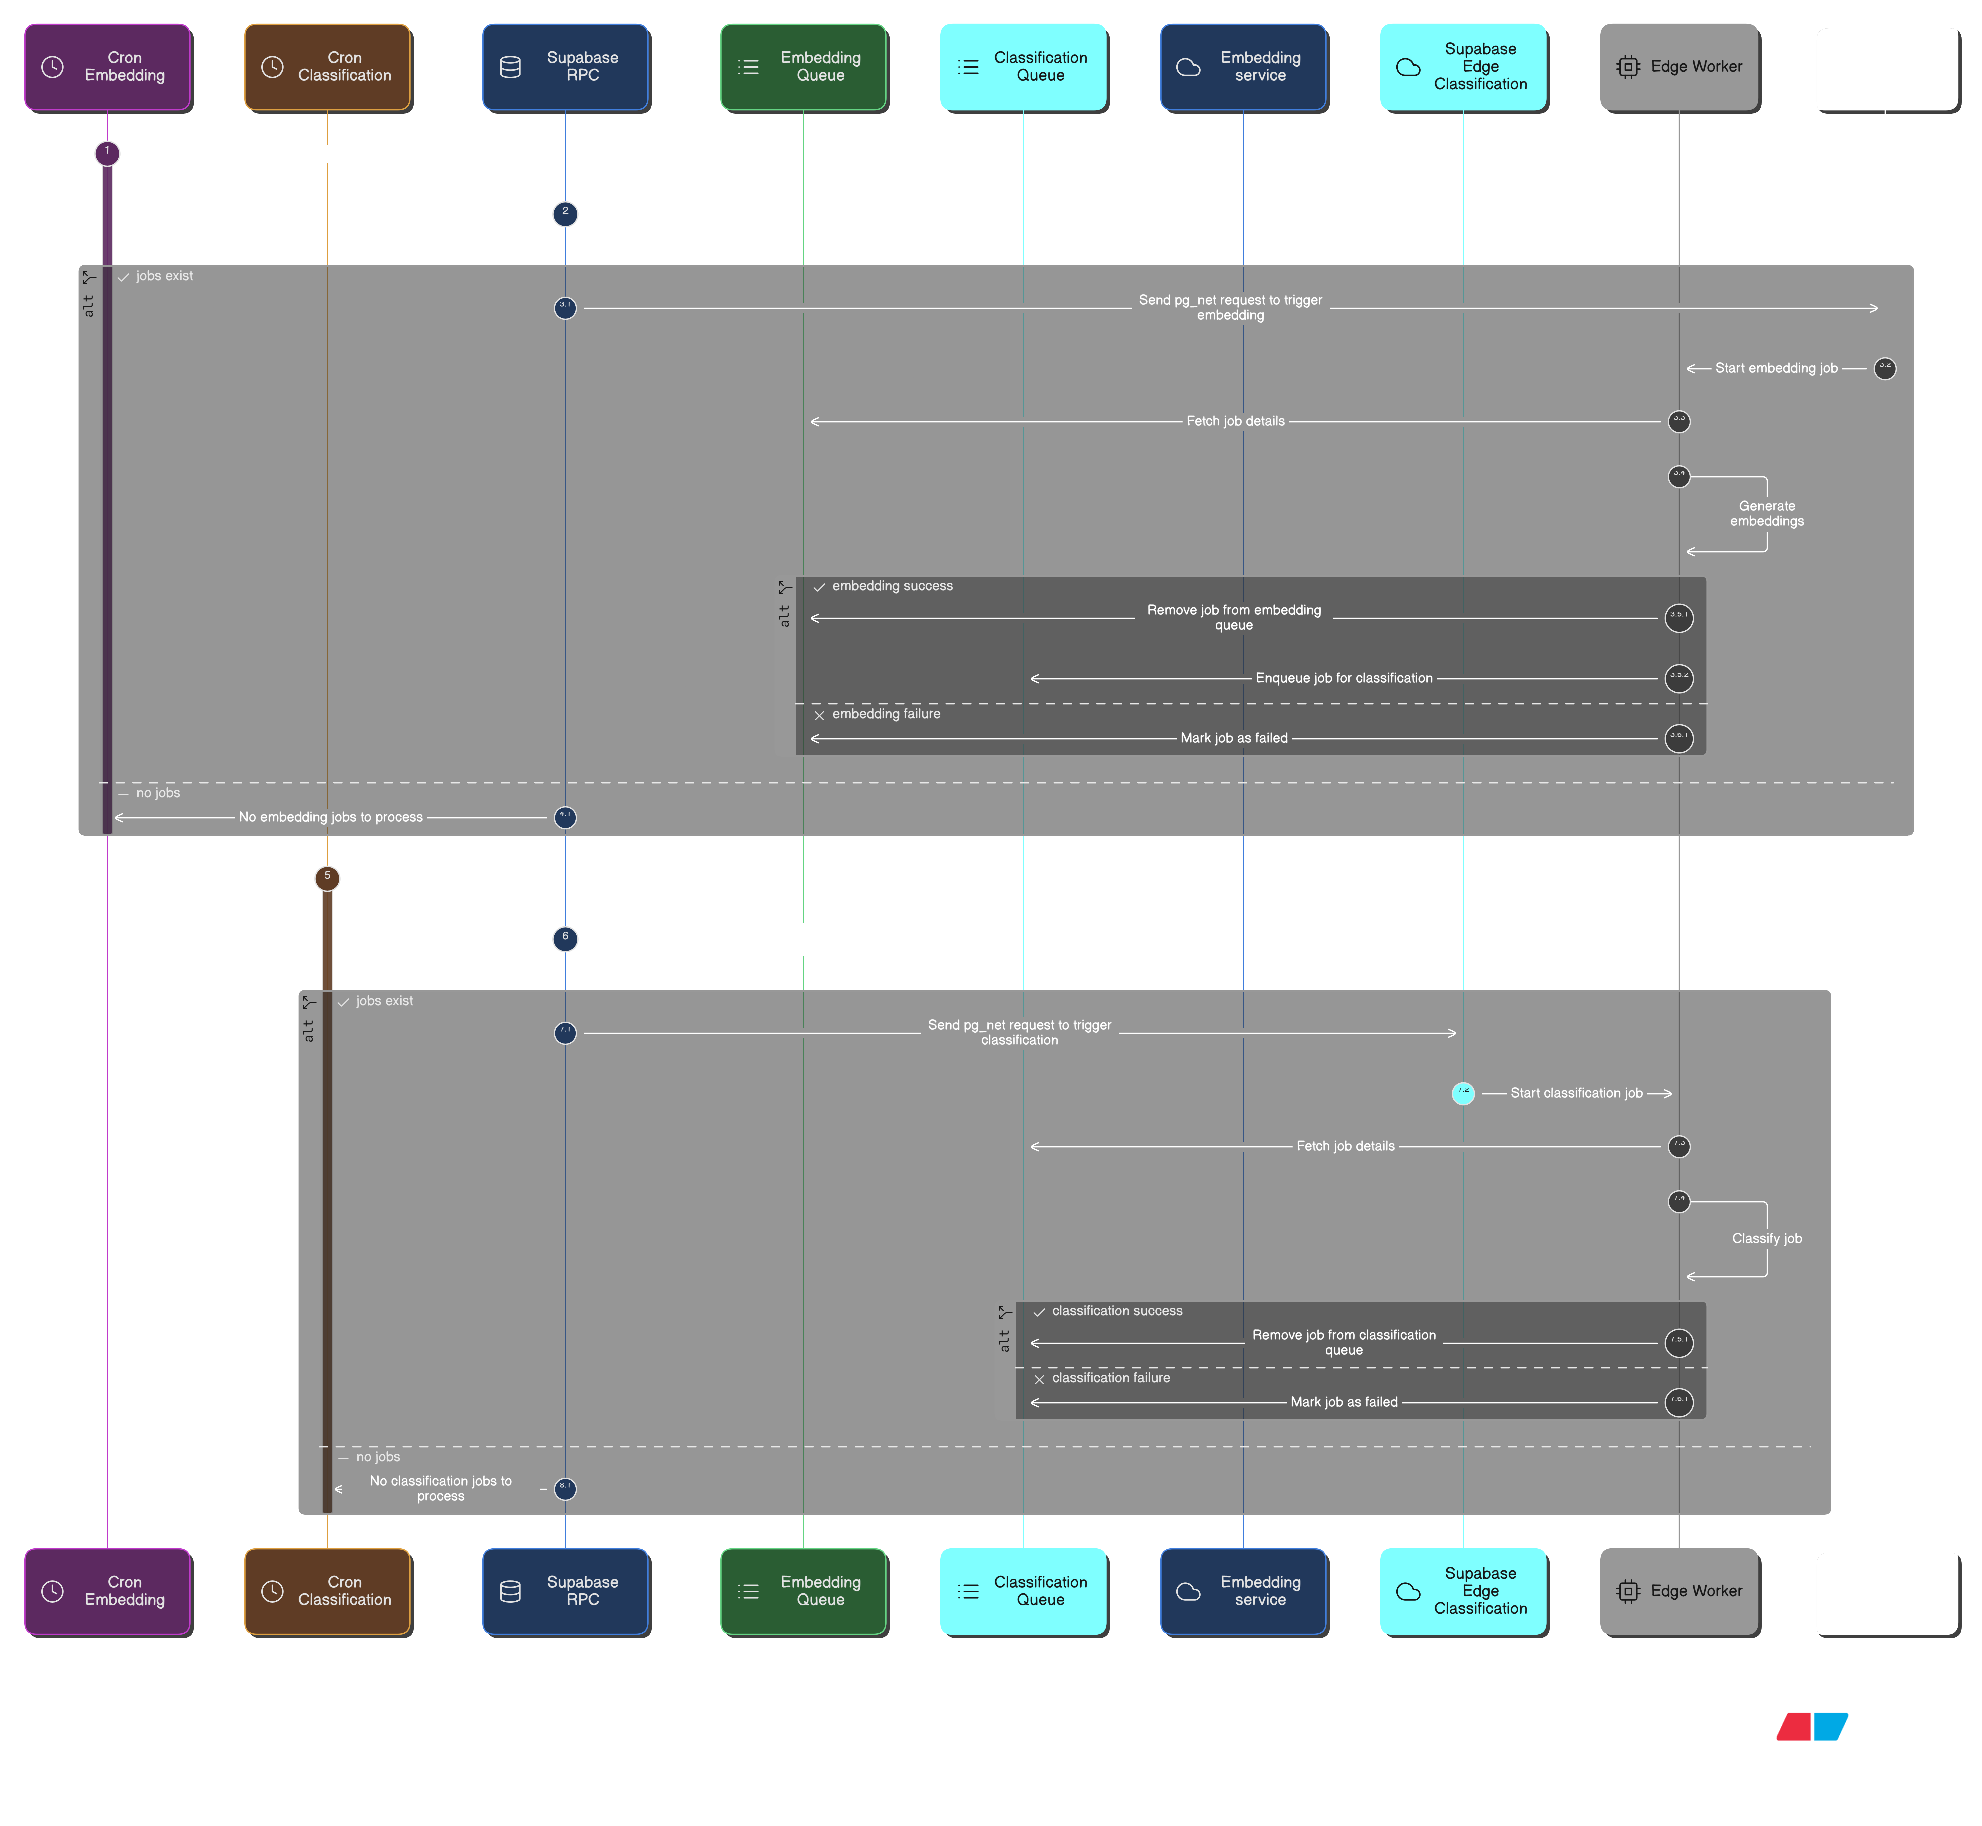 Cron
Embedding
Cron
Classification
Supabase
RPC
Embedding
Queue
Classification
Queue
Embedding
service
Supabase
Edge
Classification
Edge Worker
1
2
alt
jobs exist
3.1
Send pg_net request to trigger
embedding
Start embedding job
3.2
Fetch job details
3.3
3.4
Generate
embeddings
alt
embedding success
Remove job from embedding
queue
3.5.1
Enqueue job for classification
3.5.2
embedding failure
Mark job as failed
3.6.1
no jobs
No embedding jobs to process
4.1
5
6
alt
jobs exist
7.1
Send pg_net request to trigger
classification
7.2
Start classification job
Fetch job details
7.3
7.4
Classify job
alt
classification success
Remove job from classification
queue
7.5.1
classification failure
Mark job as failed
7.6.1
no jobs
No classification jobs to
process
8.1
Cron
Embedding
Cron
Classification
Supabase
RPC
Embedding
Queue
Classification
Queue
Embedding
service
Supabase
Edge
Classification
Edge Worker